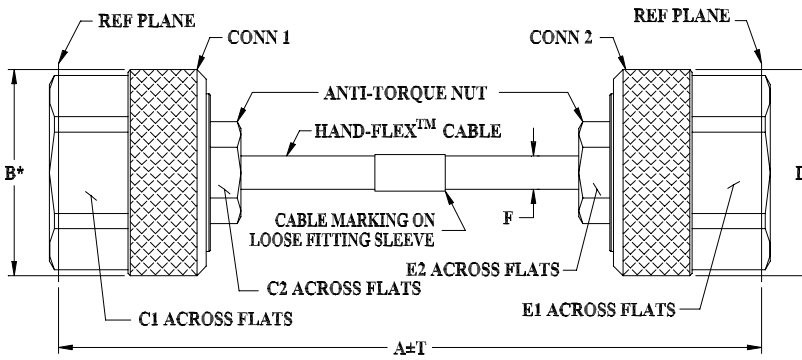 REF PLANE
REF PLANE
CONN 1
CONN 2
ANTI-TORQUE NUT
HAND-FLEX™ CABLE
B*
F
CABLE MARKING ON
LOOSE FITTING SLEEVE
E2 ACROSS FLATS
C2 ACROSS FLATS
E1 ACROSS FLATS
C1 ACROSS FLATS
A±T